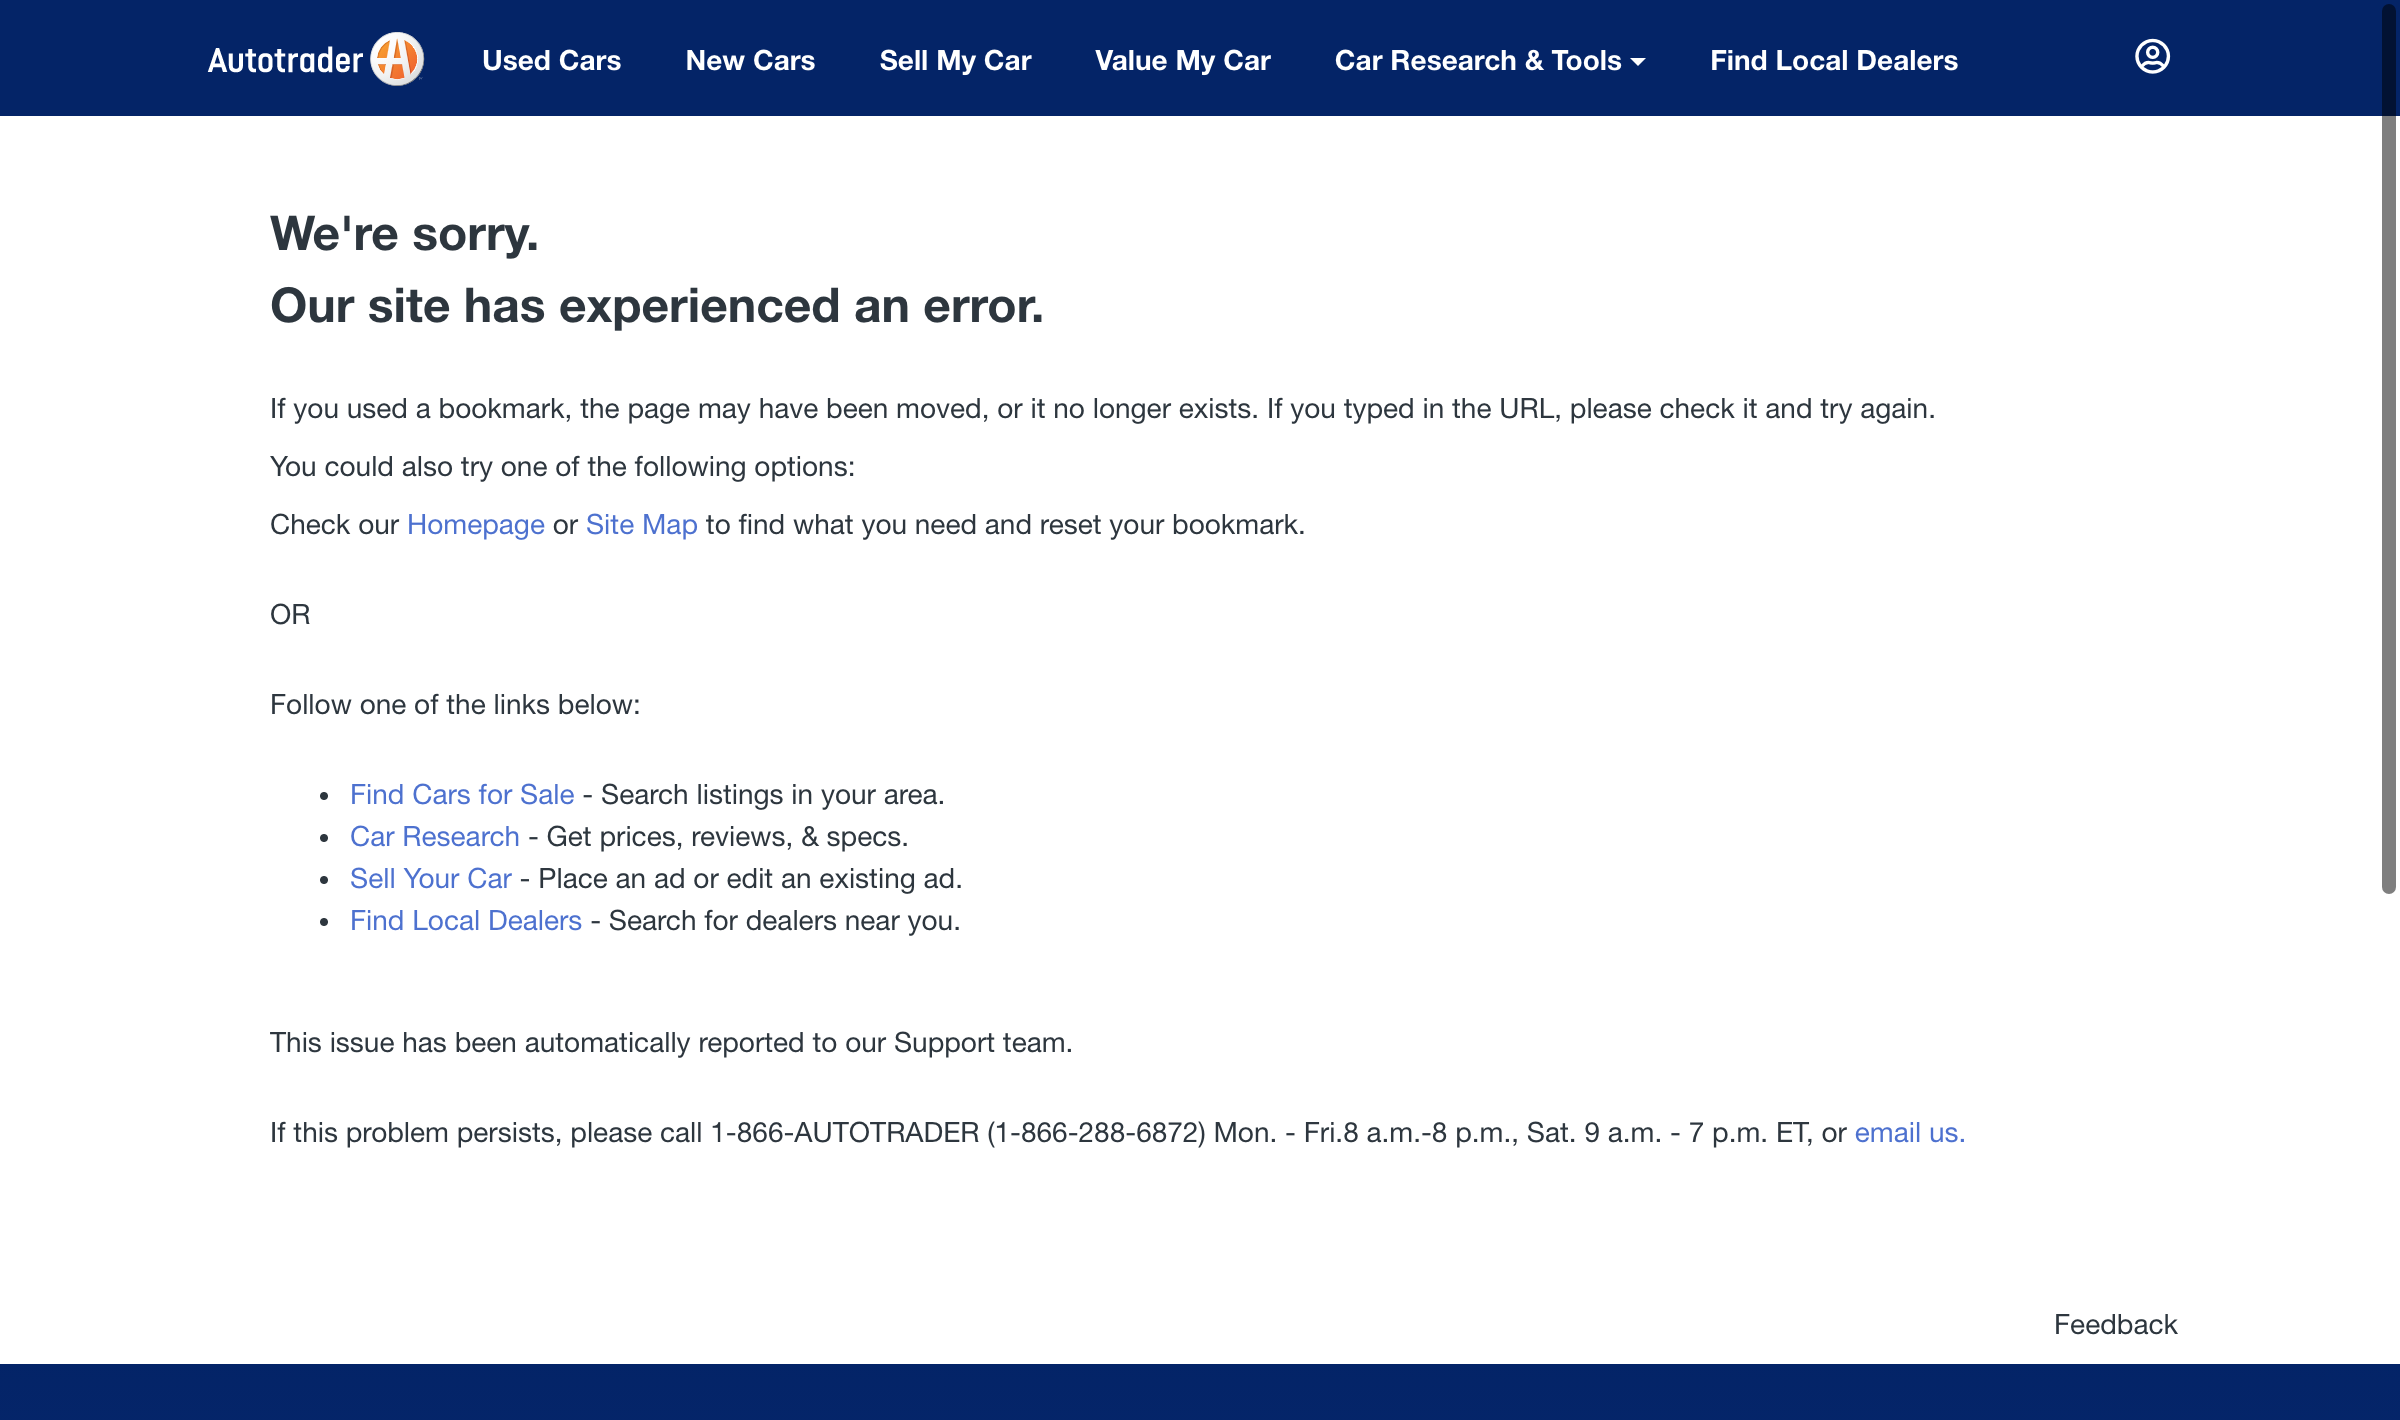 Autotrader Used Cars New Cars Sell My Car Value My Car Car Research & Tools Find Local Dealers
We're sorry.
Our site has experienced an error.
If you used a bookmark, the page may have been moved, or it no longer exists. If you typed in the URL, please check it and try again.
You could also try one of the following options:
Check our Homepage or Site Map to find what you need and reset your bookmark.
OR
Follow one of the links below:
• Find Cars for Sale - Search listings in your area.
• Car Research - Get prices, reviews, & specs.
• Sell Your Car - Place an ad or edit an existing ad.
• Find Local Dealers - Search for dealers near you.
This issue has been automatically reported to our Support team.
If this problem persists, please call 1-866-AUTOTRADER (1-866-288-6872) Mon. - Fri.8 a.m.-8 p.m., Sat. 9 a.m. - 7 p.m. ET, or email us.
Feedback